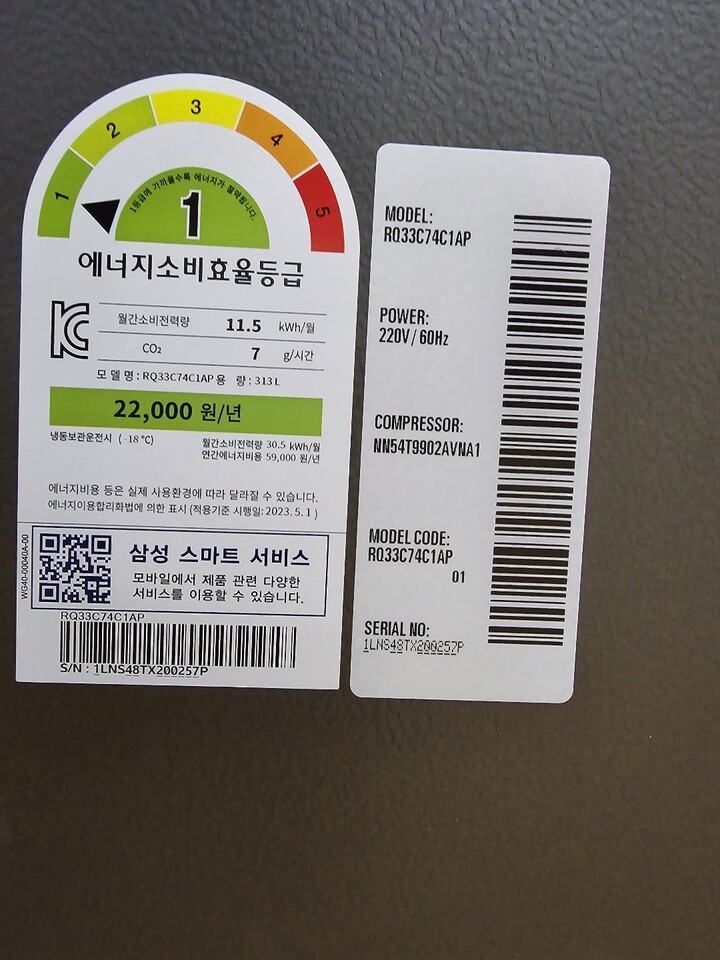 1
2
3
4
5
1등급에 가까울수록 에너지가 절약됩니다.
1
에너지소비효율등급
월간소비전력량 11.5 kWh/월
CO₂ 7 g/시간
모 델 명 : RQ33C74C1AP 용 량 : 313 L
22,000 원/년
냉동보관운전시 (-18 ℃) 월간소비전력량 30.5 kWh/월
연간에너지비용 59,000 원/년
에너지비용 등은 실제 사용환경에 따라 달라질 수 있습니다.
에너지이용합리화법에 의한 표시 (적용기준 시행일: 2023. 5. 1 )
WG40-00040A-00
삼성 스마트 서비스
모바일에서 제품 관련 다양한
서비스를 이용할 수 있습니다.
RQ33C74C1AP
S/N : 1LNS48TX200257P
MODEL:
RQ33C74C1AP
POWER:
220V / 60Hz
COMPRESSOR:
NN54T9902AVNA1
MODEL CODE:
RQ33C74C1AP
01
SERIAL NO:
1LNS48TX200257P